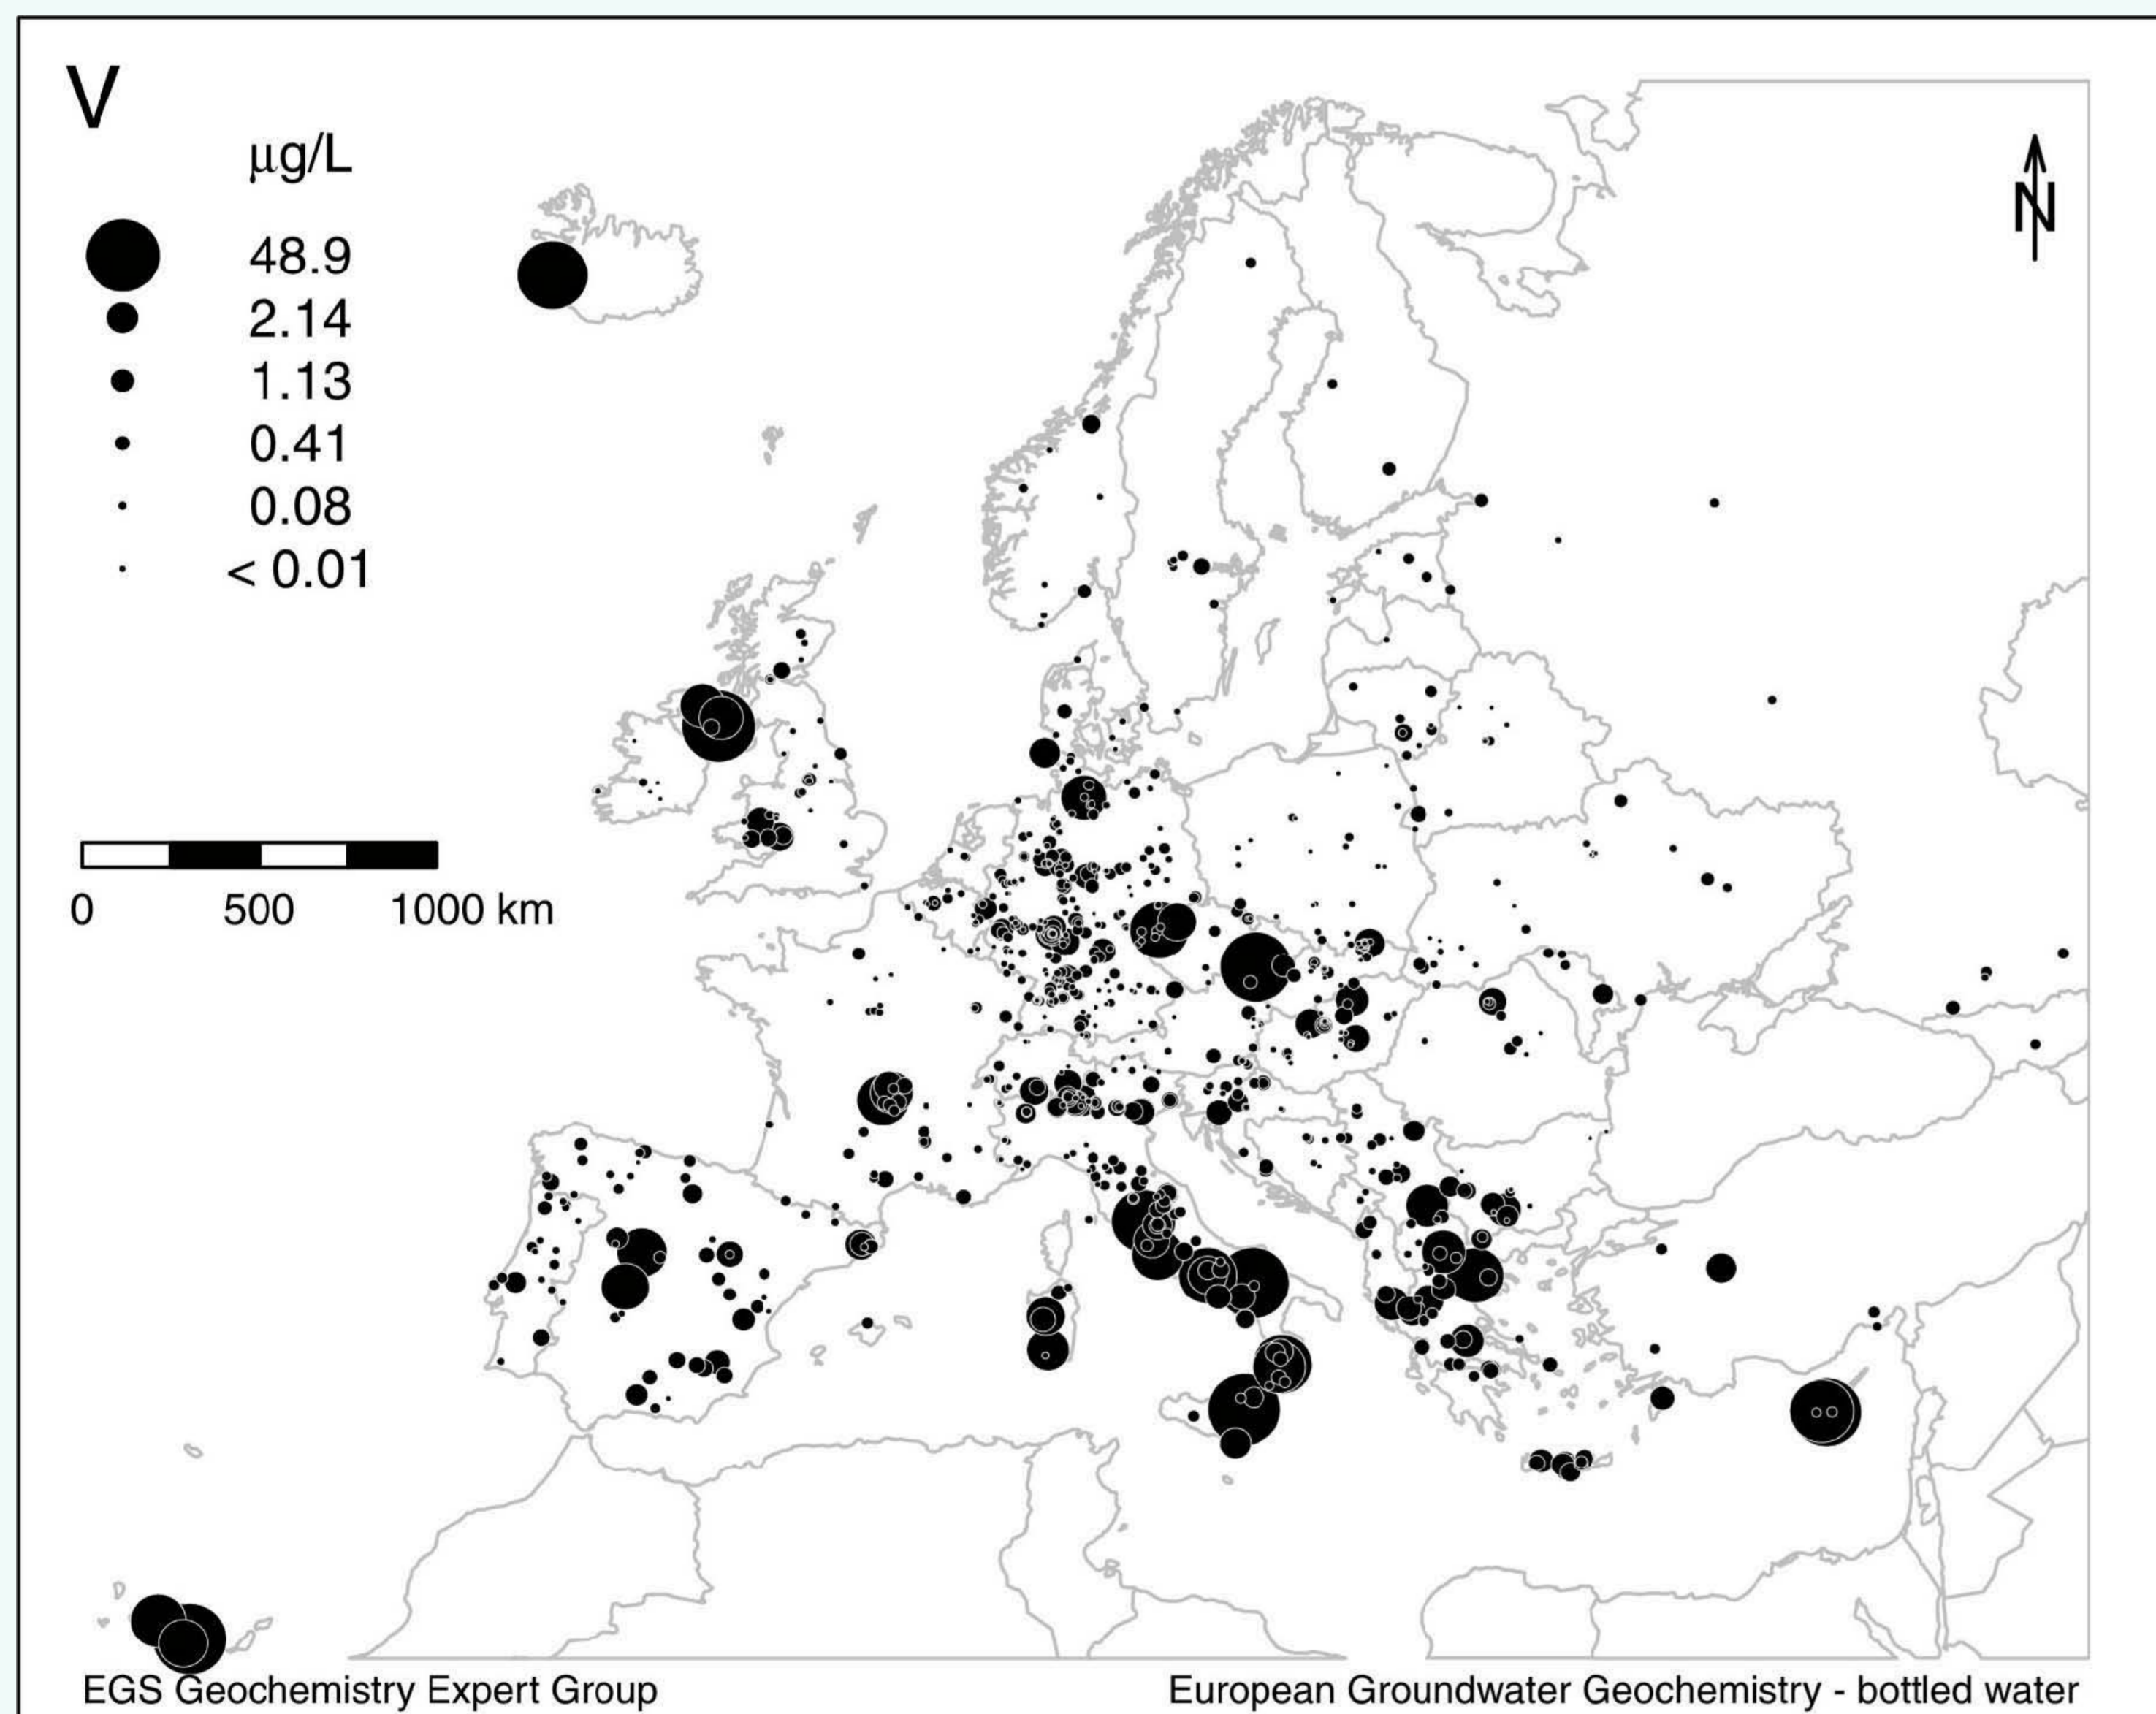 V
µg/L
48.9
2.14
1.13
0.41
0.08
< 0.01
N
0 500 1000 km
EGS Geochemistry Expert Group
European Groundwater Geochemistry - bottled water